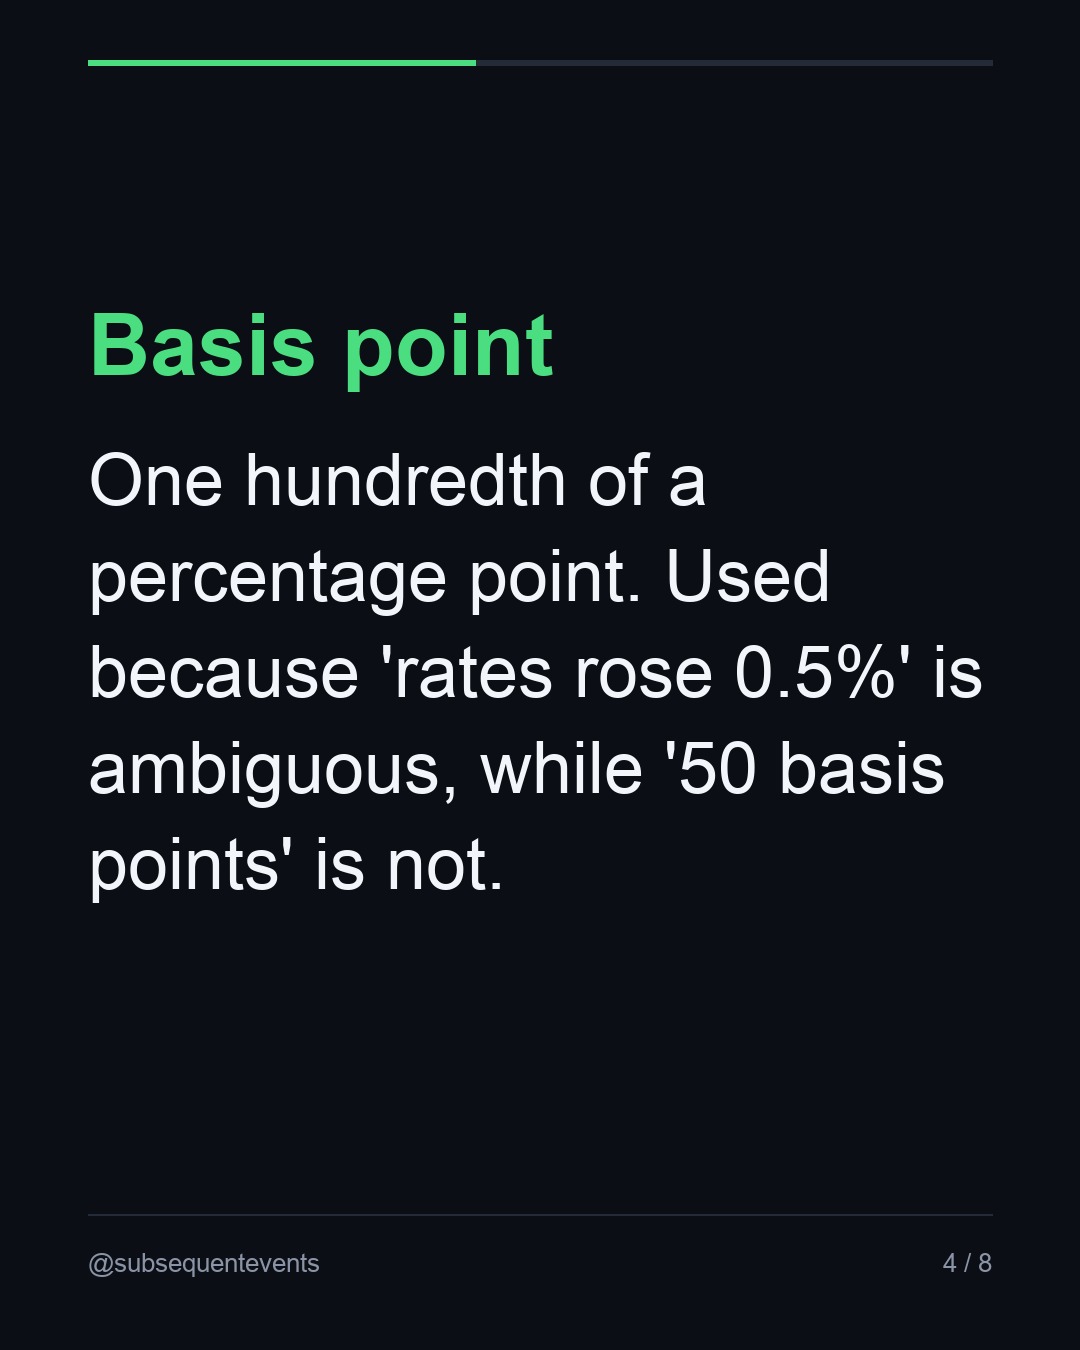 Basis point
One hundredth of a
percentage point. Used
because 'rates rose 0.5%' is
ambiguous, while '50 basis
points' is not.
@subsequentevents
4 / 8